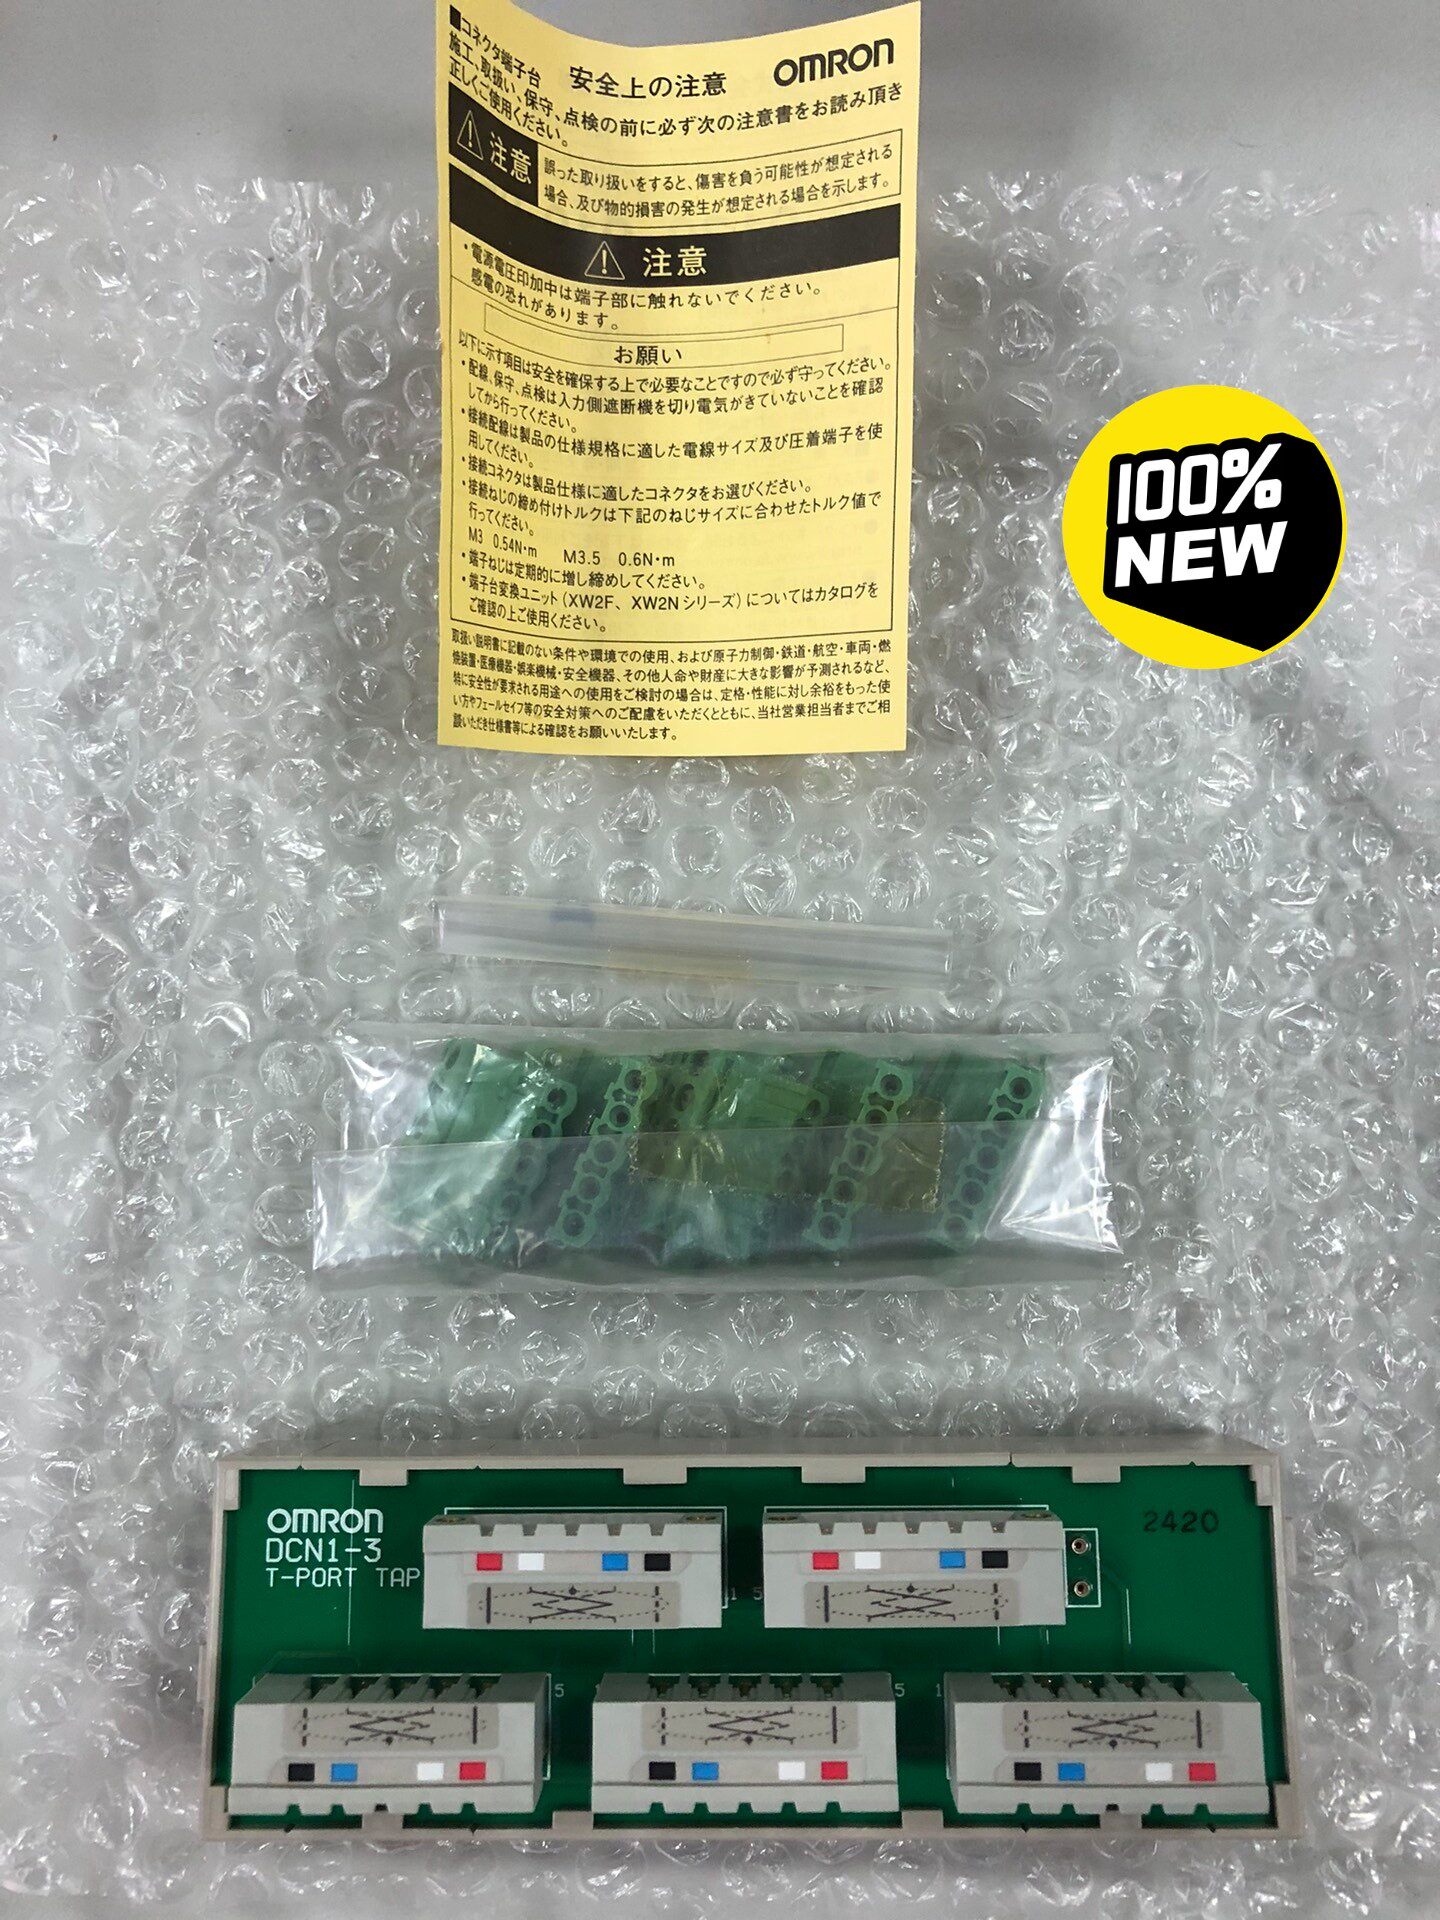 ■コネクタ端子台
安全上の注意
OMRON
施工、取扱い、保守、点検の前に必ず次の注意書をお読み頂き
正しくご使用ください。
注意
誤った取り扱いをすると、傷害を負う可能性が想定される
場合、及び物的損害の発生が想定される場合を示します。
注意
・電源電圧印加中は端子部に触れないでください。
感電の恐れがあります。
お願い
以下に示す項目は安全を確保する上で必要なことですので必ず守ってください。
・配線、保守、点検は入力側遮断機を切り電気がきていないことを確認
してから行ってください。
・接続配線は製品の仕様規格に適した電線サイズ及び圧着端子を使
用してください。
・接続コネクタは製品仕様に適したコネクタをお選びください。
・接続ねじの締め付けトルクは下記のねじサイズに合わせたトルク値で
行ってください。
M3 0.54N・m M3.5 0.6N・m
・端子ねじは定期的に増し締めしてください。
・端子台変換ユニット（XW2F、XW2Nシリーズ）についてはカタログを
ご確認の上ご使用ください。
取扱い説明書に記載のない条件や環境での使用、および原子力制御・鉄道・航空・車両・燃
焼装置・医療機器・娯楽機械・安全機器、その他人命や財産に大きな影響が予測されるなど、
特に安全性が要求される用途への使用をご検討の場合は、定格・性能に対し余裕をもった使
い方やフェールセイフ等の安全対策へのご配慮をいただくとともに、当社営業担当者までご相
談いただき仕様書等による確認をお願いいたします。
100%
NEW
OMRON
DCN1-3
T-PORT TAP
2420
1 5
5
5 1